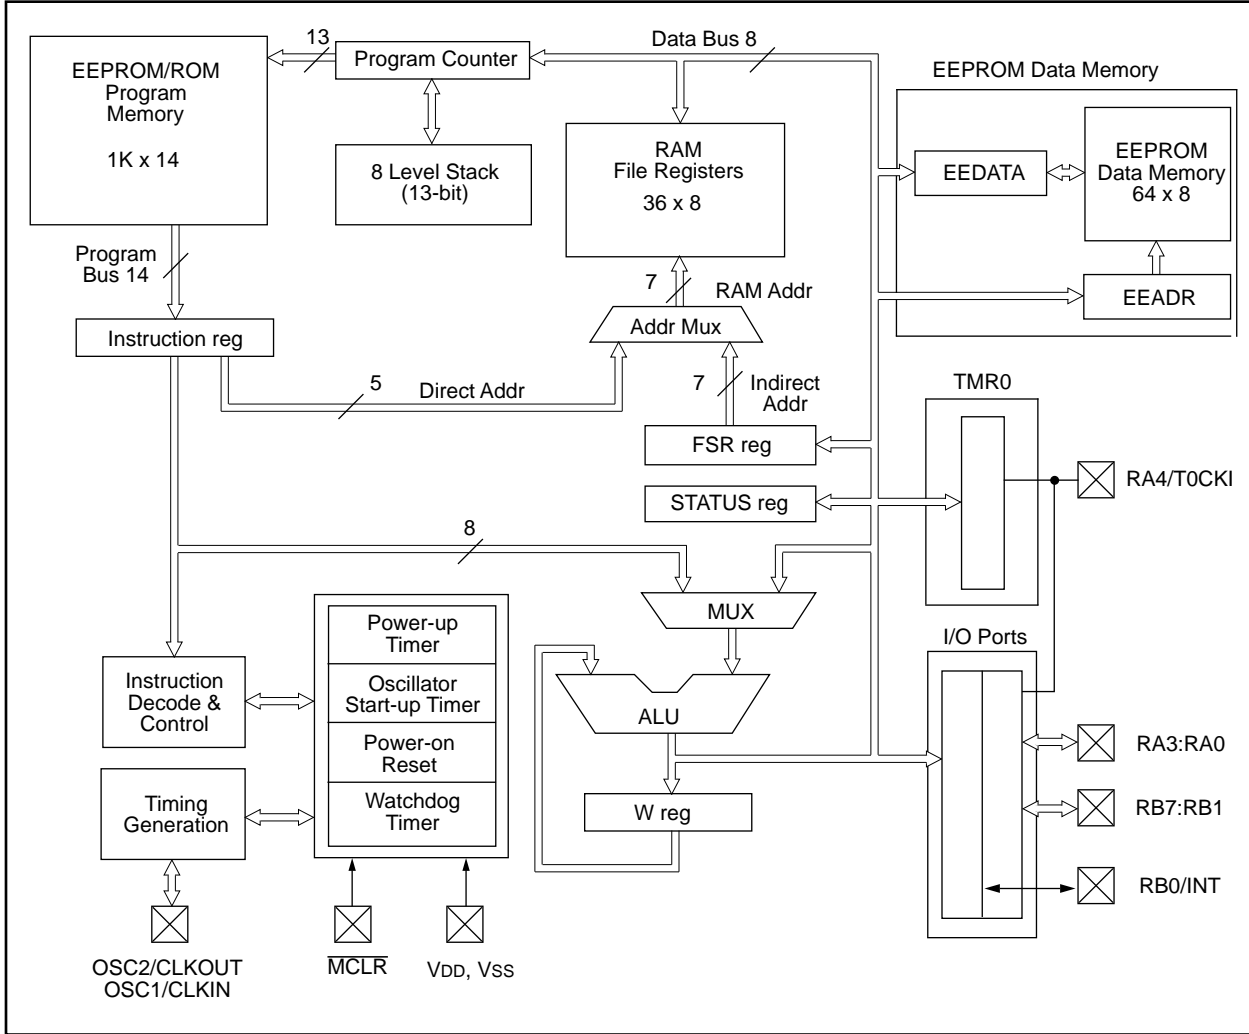 EEPROM/ROM
Program
Memory
1K x 14
13
Program Counter
8 Level Stack
(13-bit)
Data Bus 8
RAM
File Registers
36 x 8
EEPROM Data Memory
EEDATA
EEPROM
Data Memory
64 x 8
EEADR
Program
Bus 14
7
RAM Addr
Addr Mux
Instruction reg
5
Direct Addr
7
Indirect
Addr
FSR reg
STATUS reg
TMR0
RA4/T0CKI
8
MUX
ALU
W reg
I/O Ports
RA3:RA0
RB7:RB1
RB0/INT
Power-up
Timer
Oscillator
Start-up Timer
Power-on
Reset
Watchdog
Timer
Instruction
Decode &
Control
Timing
Generation
OSC2/CLKOUT
OSC1/CLKIN
MCLR
VDD, VSS